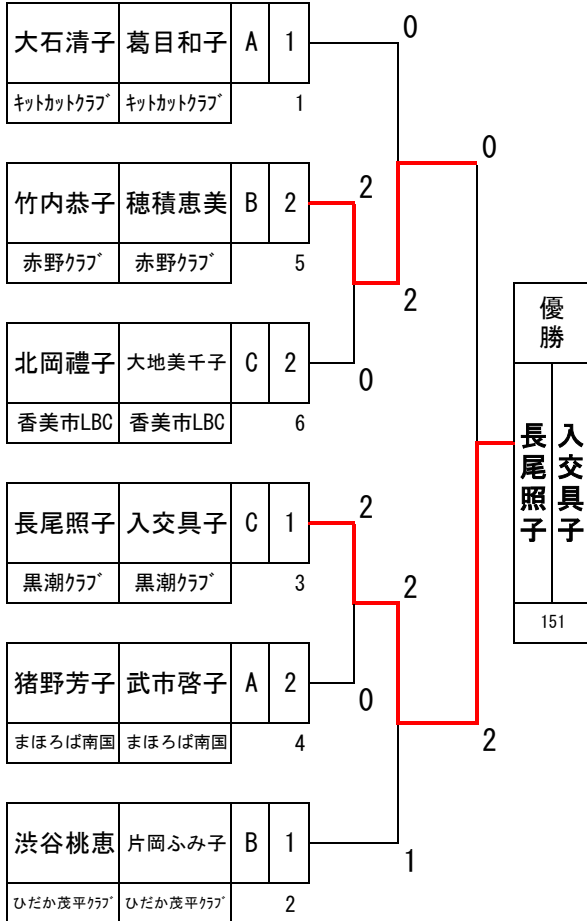 大石清子 葛目和子 A 1
ｷｯﾄｶｯﾄｸﾗﾌﾞ ｷｯﾄｶｯﾄｸﾗﾌﾞ 1
0
0
竹内恭子 穂積恵美 B 2
赤野ｸﾗﾌﾞ 赤野ｸﾗﾌﾞ 5
2
2
北岡禮子 大地美千子 C 2
香美市LBC 香美市LBC 6
0
長尾照子 入交具子 C 1
黒潮ｸﾗﾌﾞ 黒潮ｸﾗﾌﾞ 3
2
2
猪野芳子 武市啓子 A 2
まほろば南国 まほろば南国 4
0
2
渋谷桃恵 片岡ふみ子 B 1
ひだか茂平ｸﾗﾌﾞ ひだか茂平ｸﾗﾌﾞ 2
1
優勝
入交具子
長尾照子
151